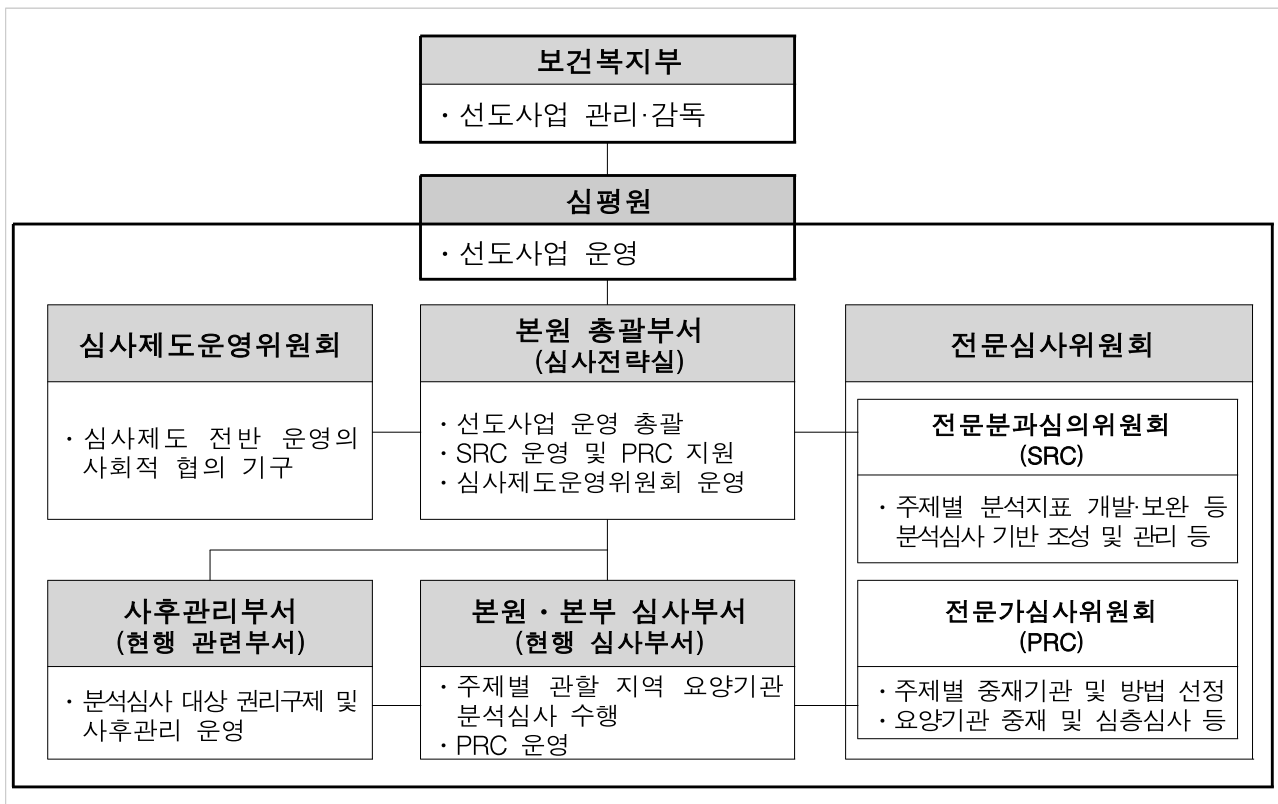 보건복지부
· 선도사업 관리·감독
심평원
· 선도사업 운영
심사제도운영위원회
· 심사제도 전반 운영의
사회적 협의 기구
본원 총괄부서
(심사전략실)
· 선도사업 운영 총괄
· SRC 운영 및 PRC 지원
· 심사제도운영위원회 운영
전문심사위원회
전문분과심의위원회
(SRC)
· 주제별 분석지표 개발·보완 등
분석심사 기반 조성 및 관리 등
사후관리부서
(현행 관련부서)
· 분석심사 대상 권리구제 및
사후관리 운영
본원 · 본부 심사부서
(현행 심사부서)
· 주제별 관할 지역 요양기관
분석심사 수행
· PRC 운영
전문가심사위원회
(PRC)
· 주제별 중재기관 및 방법 선정
· 요양기관 중재 및 심층심사 등